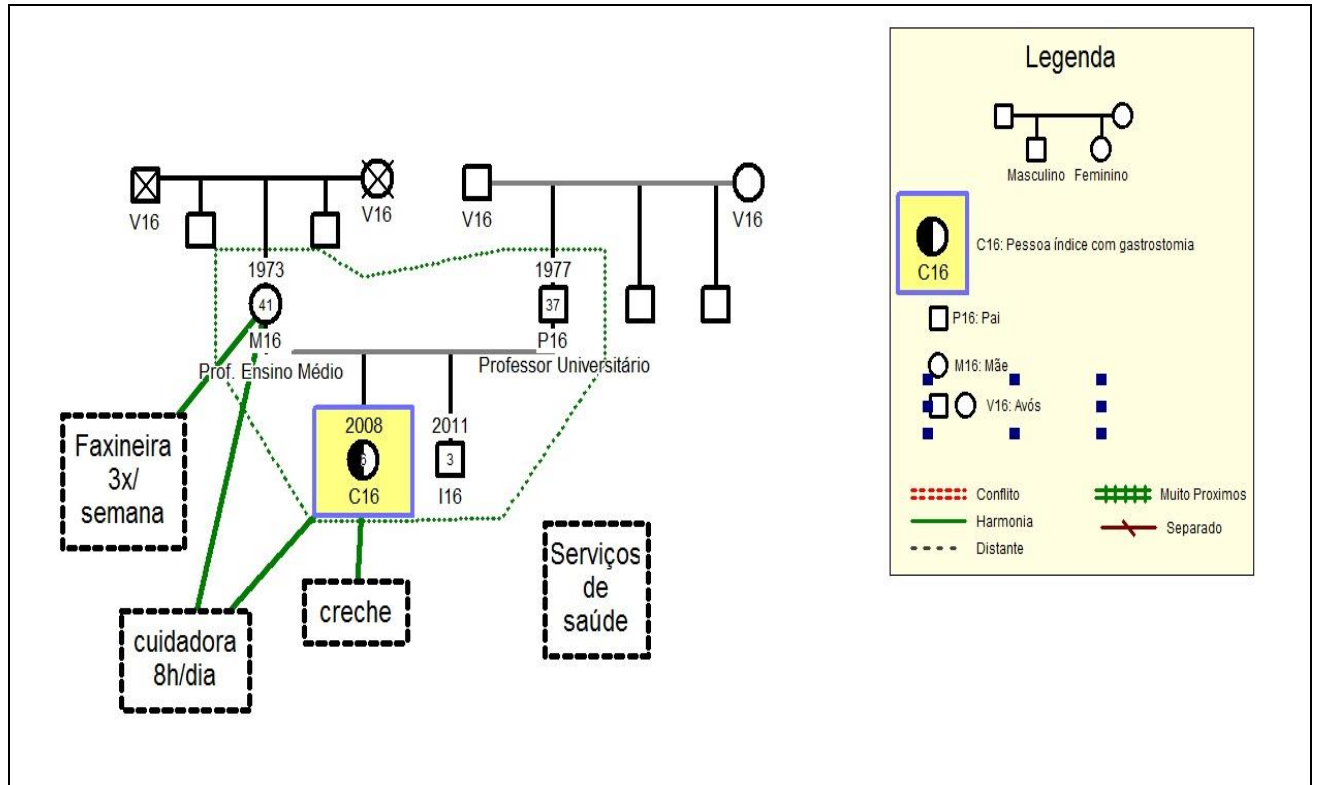 V16
V16
V16
V16
1973
41
M16
Prof. Ensino Médio
1977
37
P16
Professor Universitário
2008
6
C16
2011
3
I16
Faxineira
3x/
semana
cuidadora
8h/dia
creche
Serviços
de
saúde
Legenda
Masculino Feminino
C16
C16: Pessoa índice com gastrostomia
P16: Pai
M16: Mãe
V16: Avós
Conflito
Harmonia
Distante
Muito Proximos
Separado